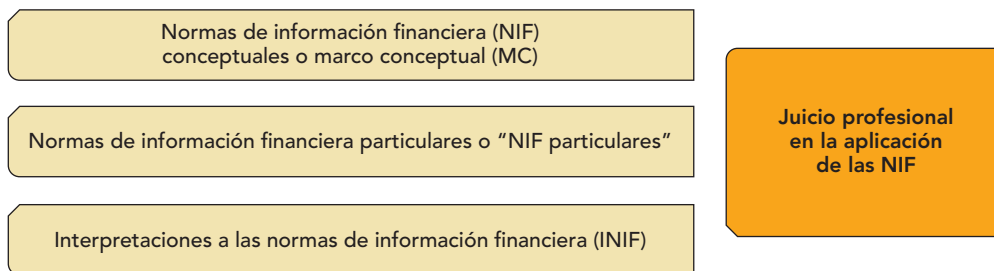 Normas de información financiera (NIF)
conceptuales o marco conceptual (MC)
Normas de información financiera particulares o “NIF particulares”
Interpretaciones a las normas de información financiera (INIF)
Juicio profesional
en la aplicación
de las NIF